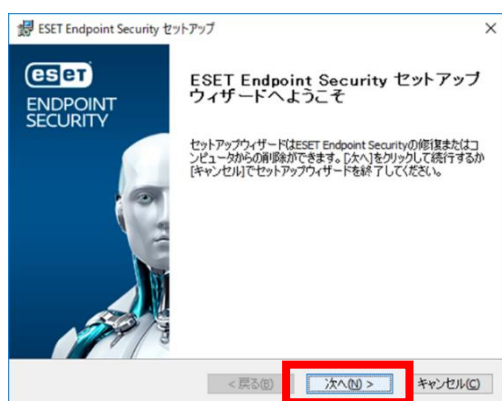 ESET Endpoint Security セットアップ
eset
ENDPOINT
SECURITY
ESET Endpoint Security セットアップ
ウィザードへようこそ
セットアップウィザードはESET Endpoint Securityの修復またはコ
ンピュータからの削除ができます。[次へ]をクリックして続行するか
[キャンセル]でセットアップウィザードを終了してください。
< 戻る(B)
次へ(N) >
キャンセル(C)